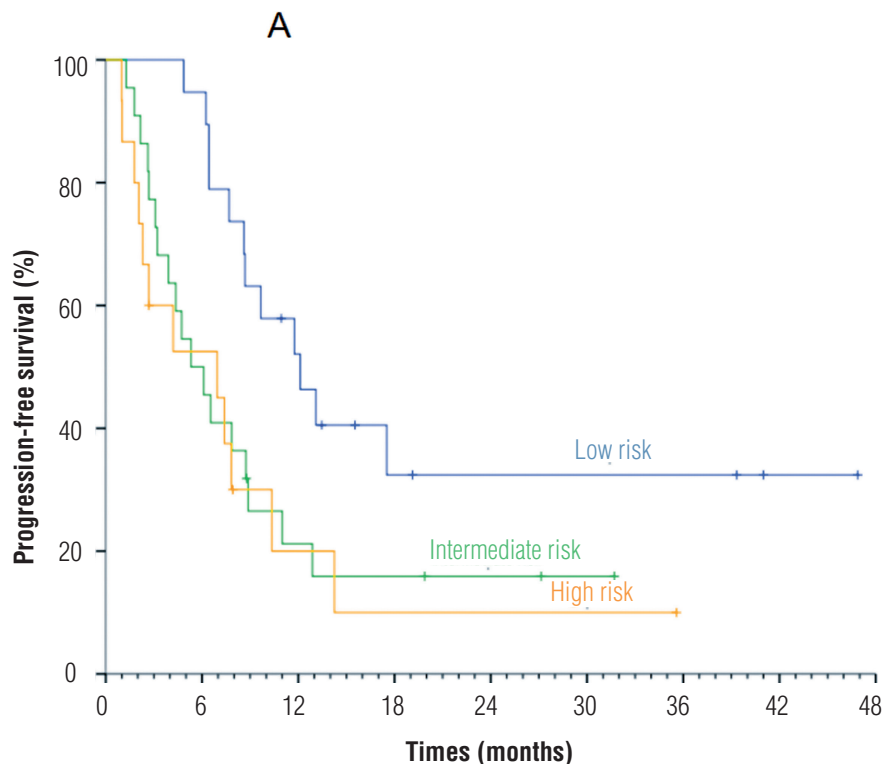 A
Progression-free survival (%)
100
80
60
40
20
0
Low risk
Intermediate risk
High risk
0 6 12 18 24 30 36 42 48
Times (months)